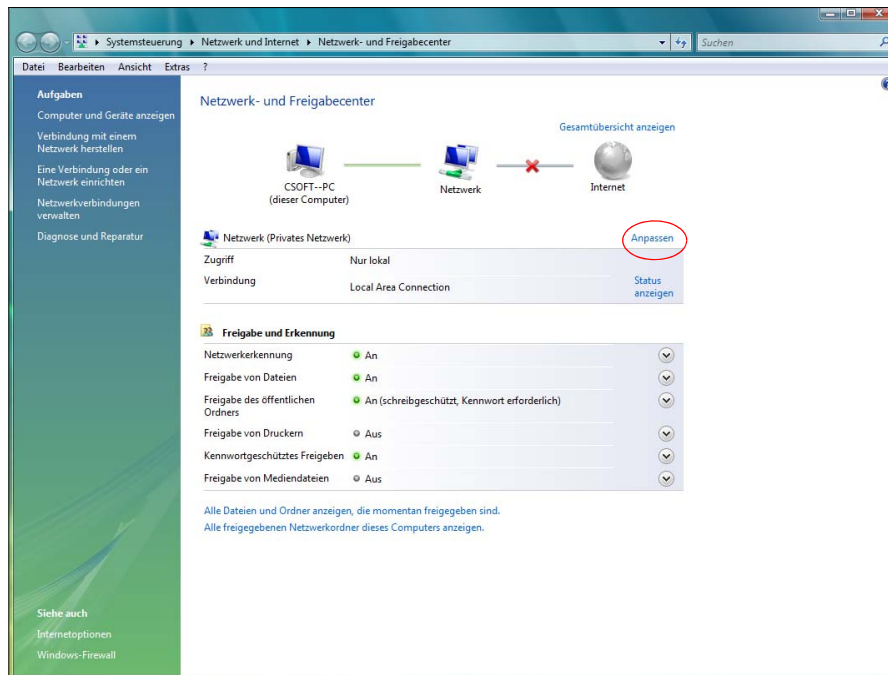 Systemsteuerung ▸ Netzwerk und Internet ▸ Netzwerk- und Freigabecenter
Suchen
Datei Bearbeiten Ansicht Extras ?
Aufgaben
Computer und Geräte anzeigen
Verbindung mit einem
Netzwerk herstellen
Eine Verbindung oder ein
Netzwerk einrichten
Netzwerkverbindungen
verwalten
Diagnose und Reparatur
Siehe auch
Internetoptionen
Windows-Firewall
Netzwerk- und Freigabecenter
Gesamtübersicht anzeigen
CSOFT--PC
(dieser Computer)
Netzwerk
Internet
Netzwerk (Privates Netzwerk) Anpassen
Zugriff Nur lokal
Verbindung Local Area Connection Status
anzeigen
Freigabe und Erkennung
Netzwerkerkennung An
Freigabe von Dateien An
Freigabe des öffentlichen An (schreibgeschützt, Kennwort erforderlich)
Ordners
Freigabe von Druckern Aus
Kennwortgeschütztes Freigeben An
Freigabe von Mediendateien Aus
Alle Dateien und Ordner anzeigen, die momentan freigegeben sind.
Alle freigegebenen Netzwerkordner dieses Computers anzeigen.